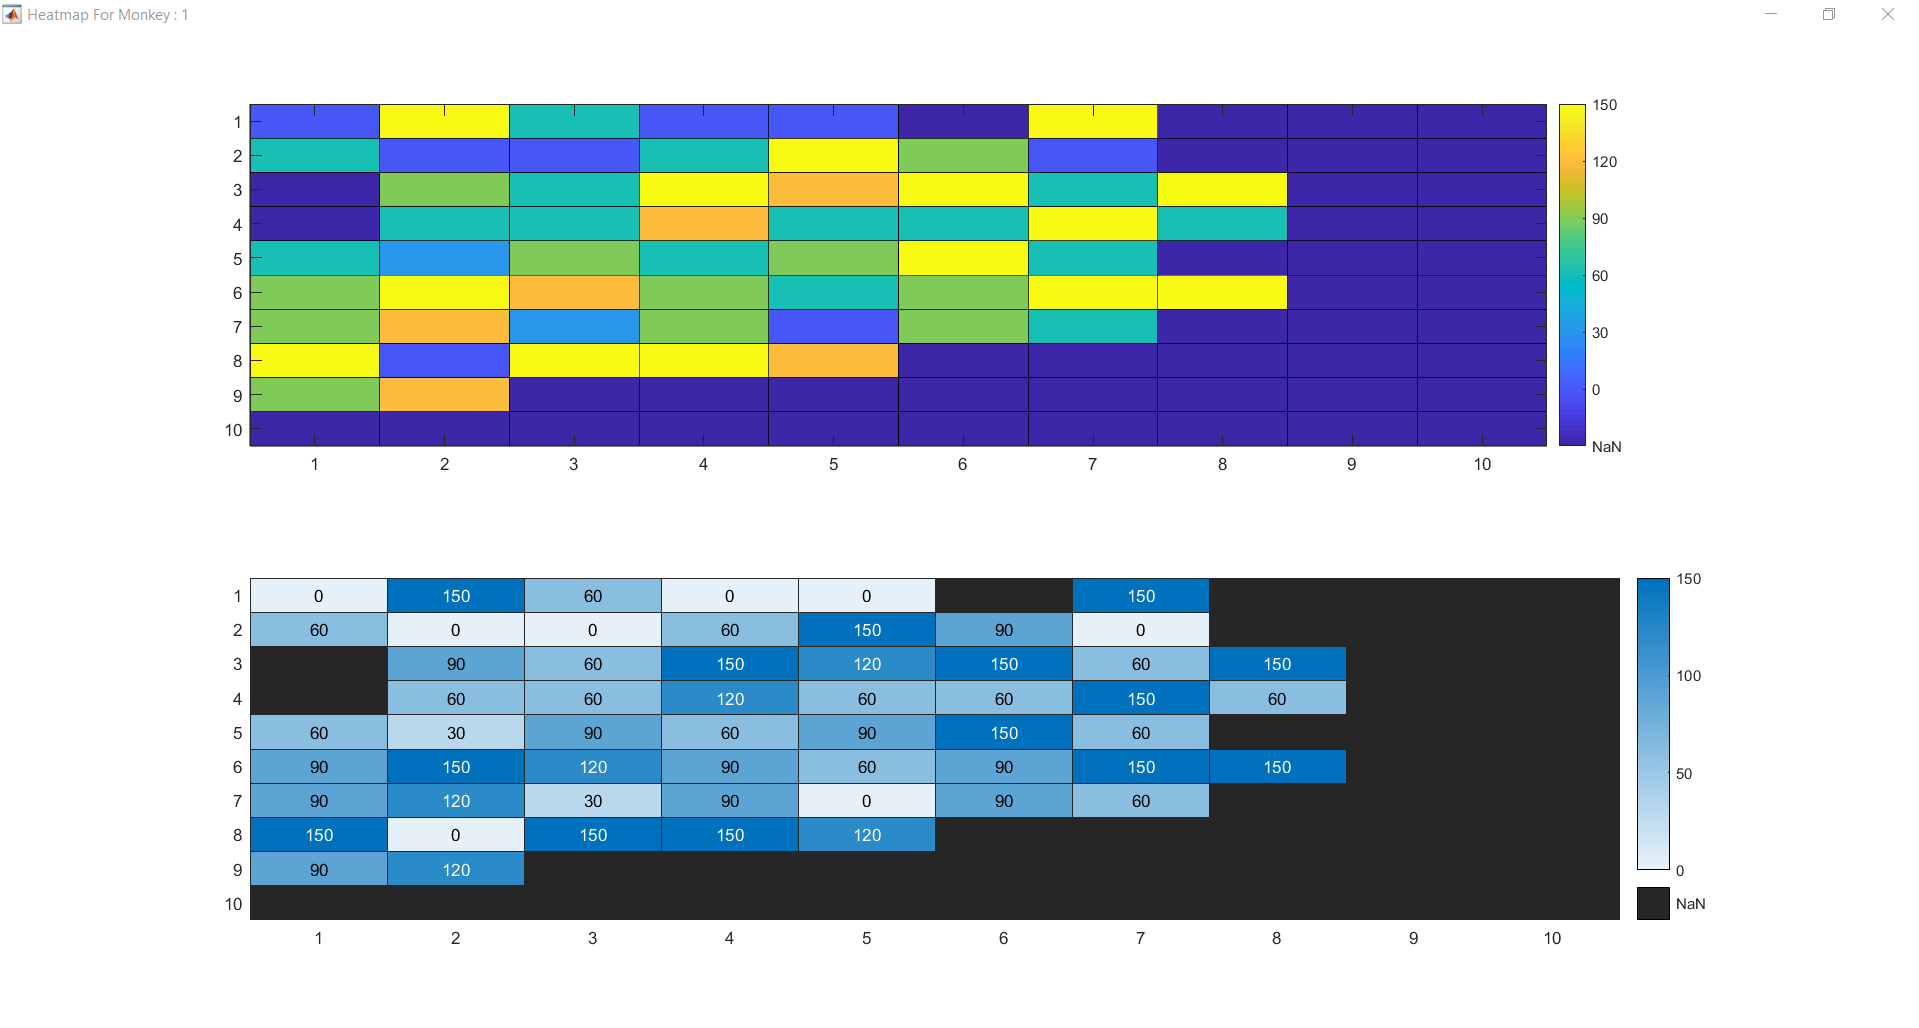 Heatmap For Monkey : 1
150
1
2
120
3
4
90
5
60
6
7
30
8
0
9
10
NaN
1 2 3 4 5 6 7 8 9 10
150
1 0 150 60 0 0 150
2 60 0 0 60 150 90 0
3 90 60 150 120 150 60 150
100
4 60 60 120 60 60 150 60
5 60 30 90 60 90 150 60
6 90 150 120 90 60 90 150 150
50
7 90 120 30 90 0 90 60
8 150 0 150 150 120
9 90 120
0
10
NaN
1 2 3 4 5 6 7 8 9 10